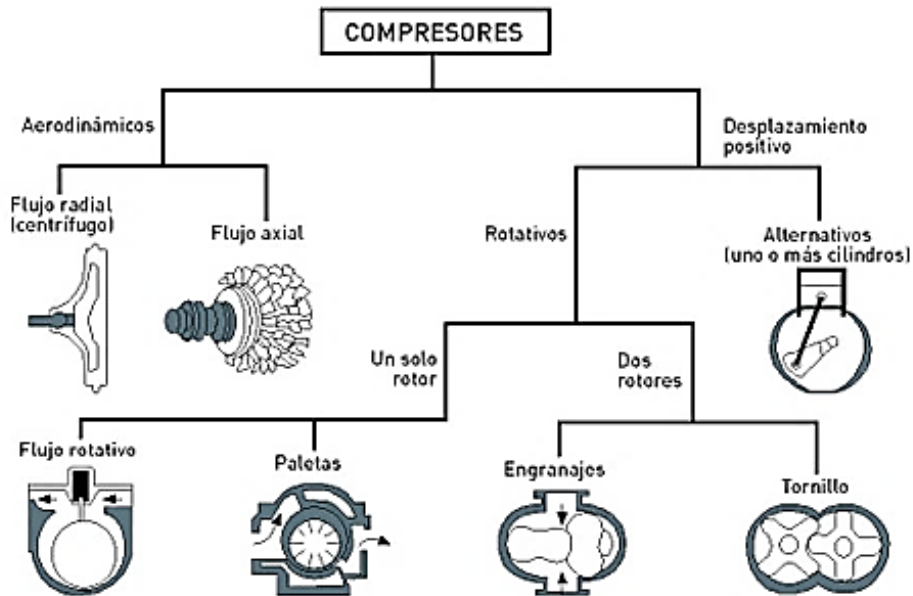 COMPRESORES
Aerodinámicos
Desplazamiento
positivo
Flujo radial
(centrífugo)
Flujo axial
Rotativos
Alternativos
(uno o más cilindros)
Un solo
rotor
Dos
rotores
Flujo rotativo
Paletas
Engranajes
Tornillo